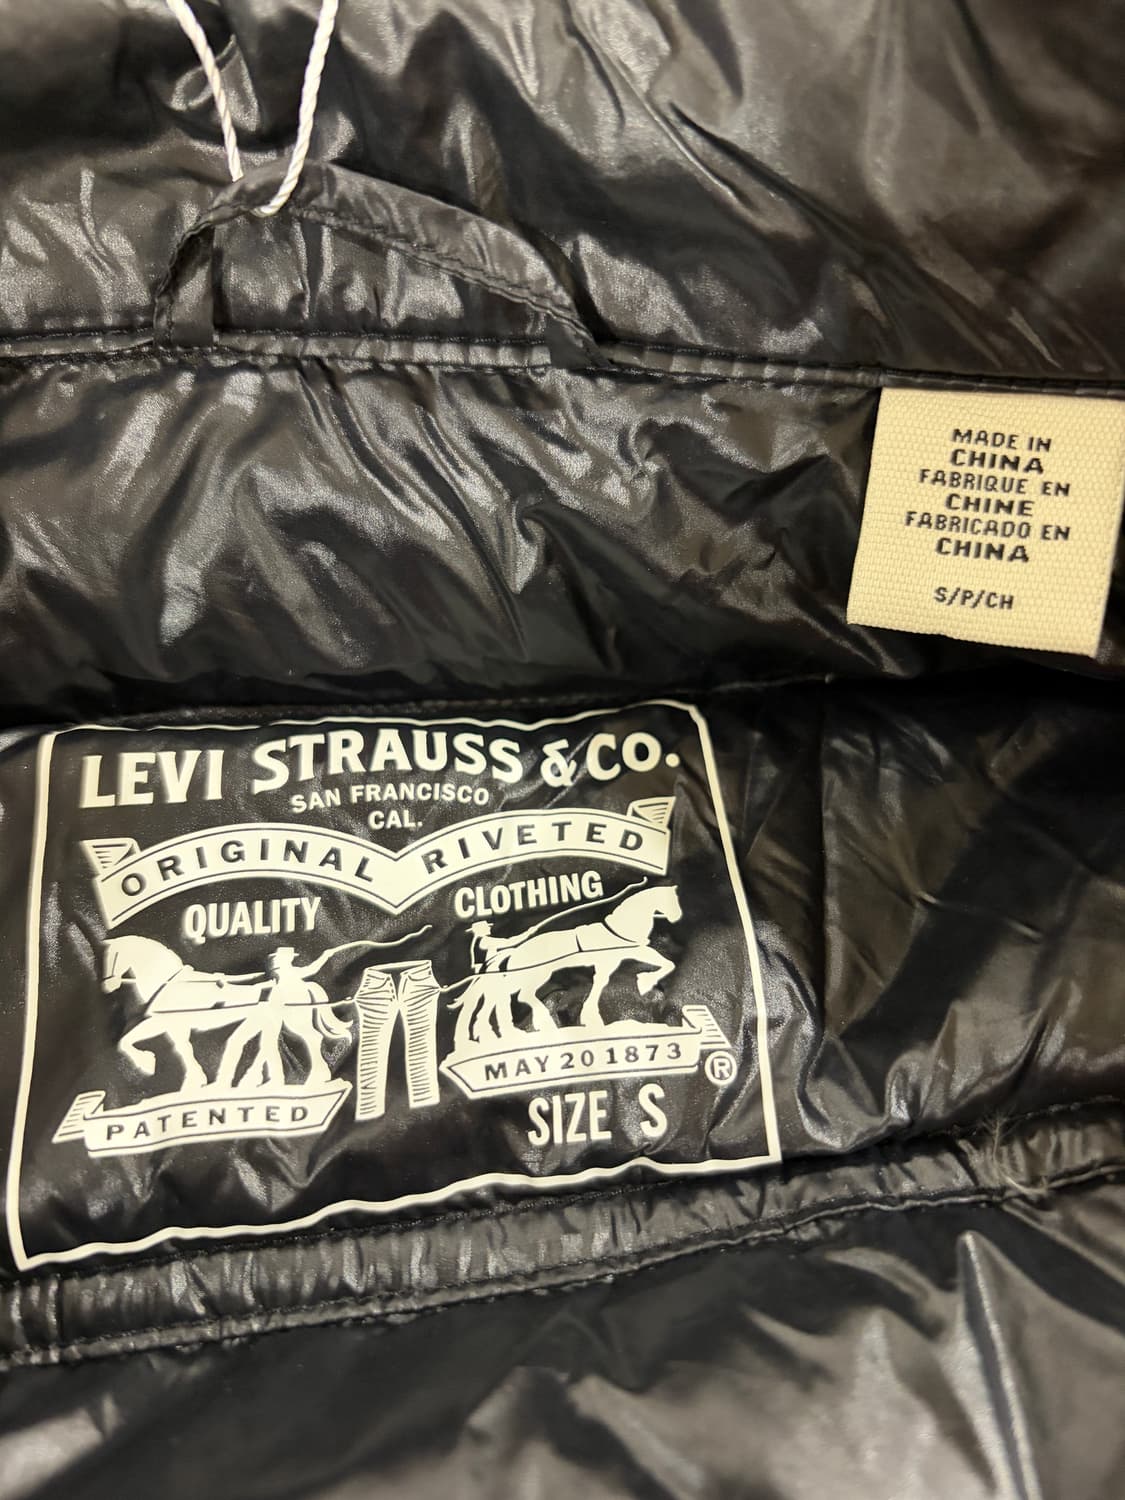 MADE IN
CHINA
FABRIQUE EN
CHINE
FABRICADO EN
CHINA
S/P/CH
LEVI STRAUSS & CO.
SAN FRANCISCO
CAL.
ORIGINAL RIVETED
QUALITY CLOTHING
PATENTED MAY 20 1873 ®
SIZE S